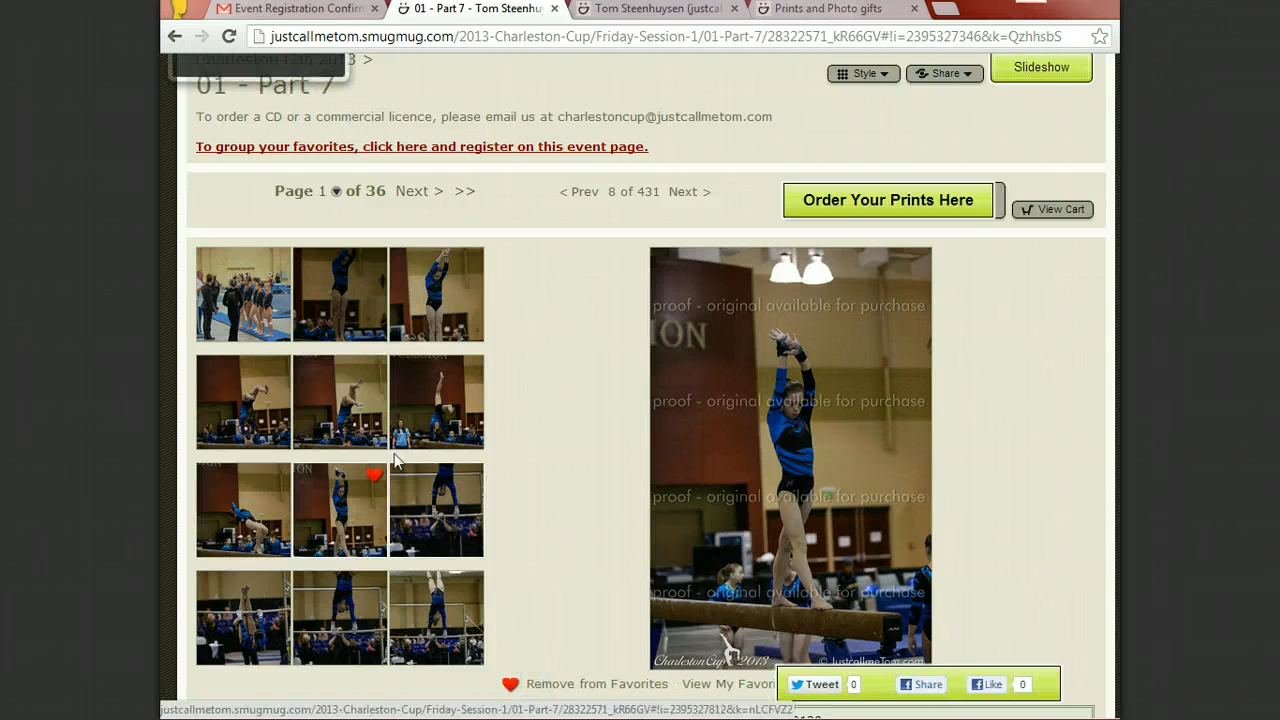 Event Registration Confirm × 01 - Part 7 - Tom Steenhu × Tom Steenhuysen (justcal × Prints and Photo gifts ×
justcallmetom.smugmug.com/2013-Charleston-Cup/Friday-Session-1/01-Part-7/28322571_kR66GV#!i=2395327346&k=QzhhsbS
01 - Part 7
Style Share Slideshow
To order a CD or a commercial licence, please email us at charlestoncup@justcallmetom.com
To group your favorites, click here and register on this event page.
Page 1 of 36 Next > >> < Prev 8 of 431 Next > Order Your Prints Here View Cart
proof - original available for purchase
proof - original available for purchase
proof - original available for purchase
proof - original available for purchase
CharlestonCup 2013 © JustcallmeTom.com
Remove from Favorites · View My Favor Tweet 0 Share Like 0
justcallmetom.smugmug.com/2013-Charleston-Cup/Friday-Session-1/01-Part-7/28322571_kR66GV#!i=2395327812&k=nLCFVZ2